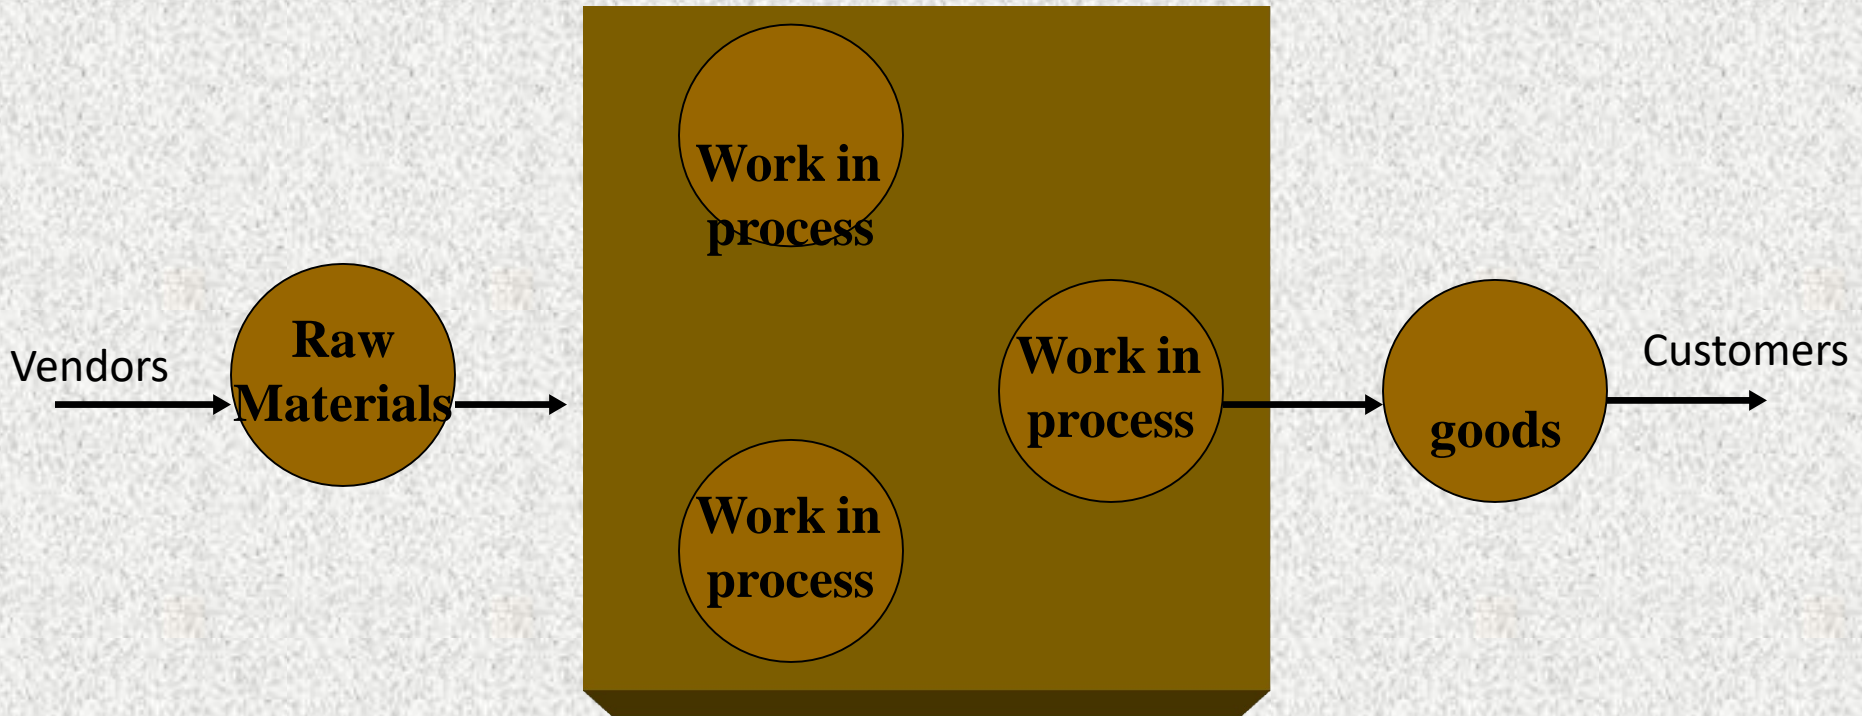 Vendors
Raw
Materials
Work in
process
Work in
process
Work in
process
goods
Customers